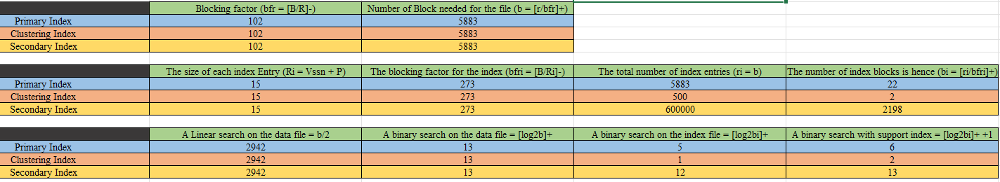 Blocking factor (bfr = [B/R]-) Number of Block needed for the file (b = [r/bfr]+)
Primary Index 102 5883
Clustering Index 102 5883
Secondary Index 102 5883
The size of each index Entry (Ri = Vssn + P) The blocking factor for the index (bfri = [B/Ri]-) The total number of index entries (ri = b) The number of index blocks is hence (bi = [ri/bfri]+)
Primary Index 15 273 5883 22
Clustering Index 15 273 500 2
Secondary Index 15 273 600000 2198
A Linear search on the data file = b/2 A binary search on the data file = [log2b]+ A binary search on the index file = [log2bi]+ A binary search with support index = [log2bi]+ +1
Primary Index 2942 13 5 6
Clustering Index 2942 13 1 2
Secondary Index 2942 13 12 13